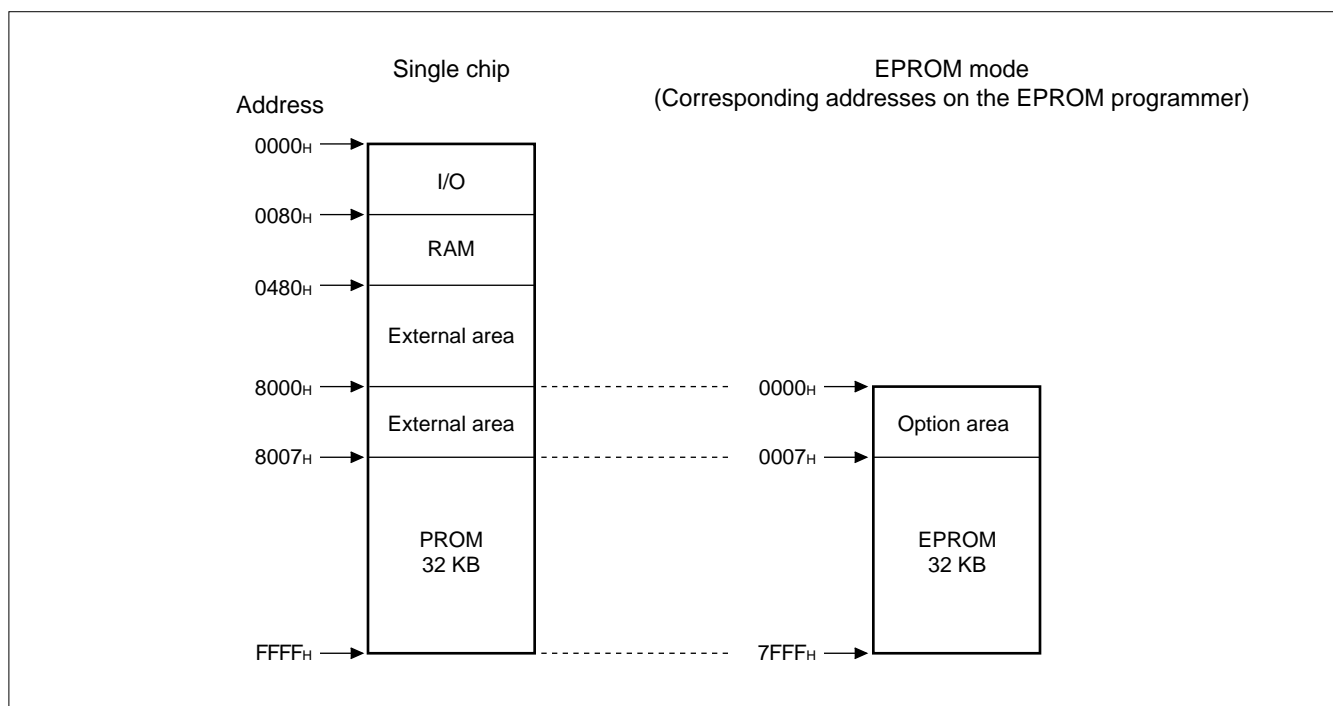 Single chip
EPROM mode
(Corresponding addresses on the EPROM programmer)
Address
0000H
I/O
0080H
RAM
0480H
External area
8000H
0000H
External area
Option area
8007H
0007H
PROM
32 KB
EPROM
32 KB
FFFFH
7FFFH